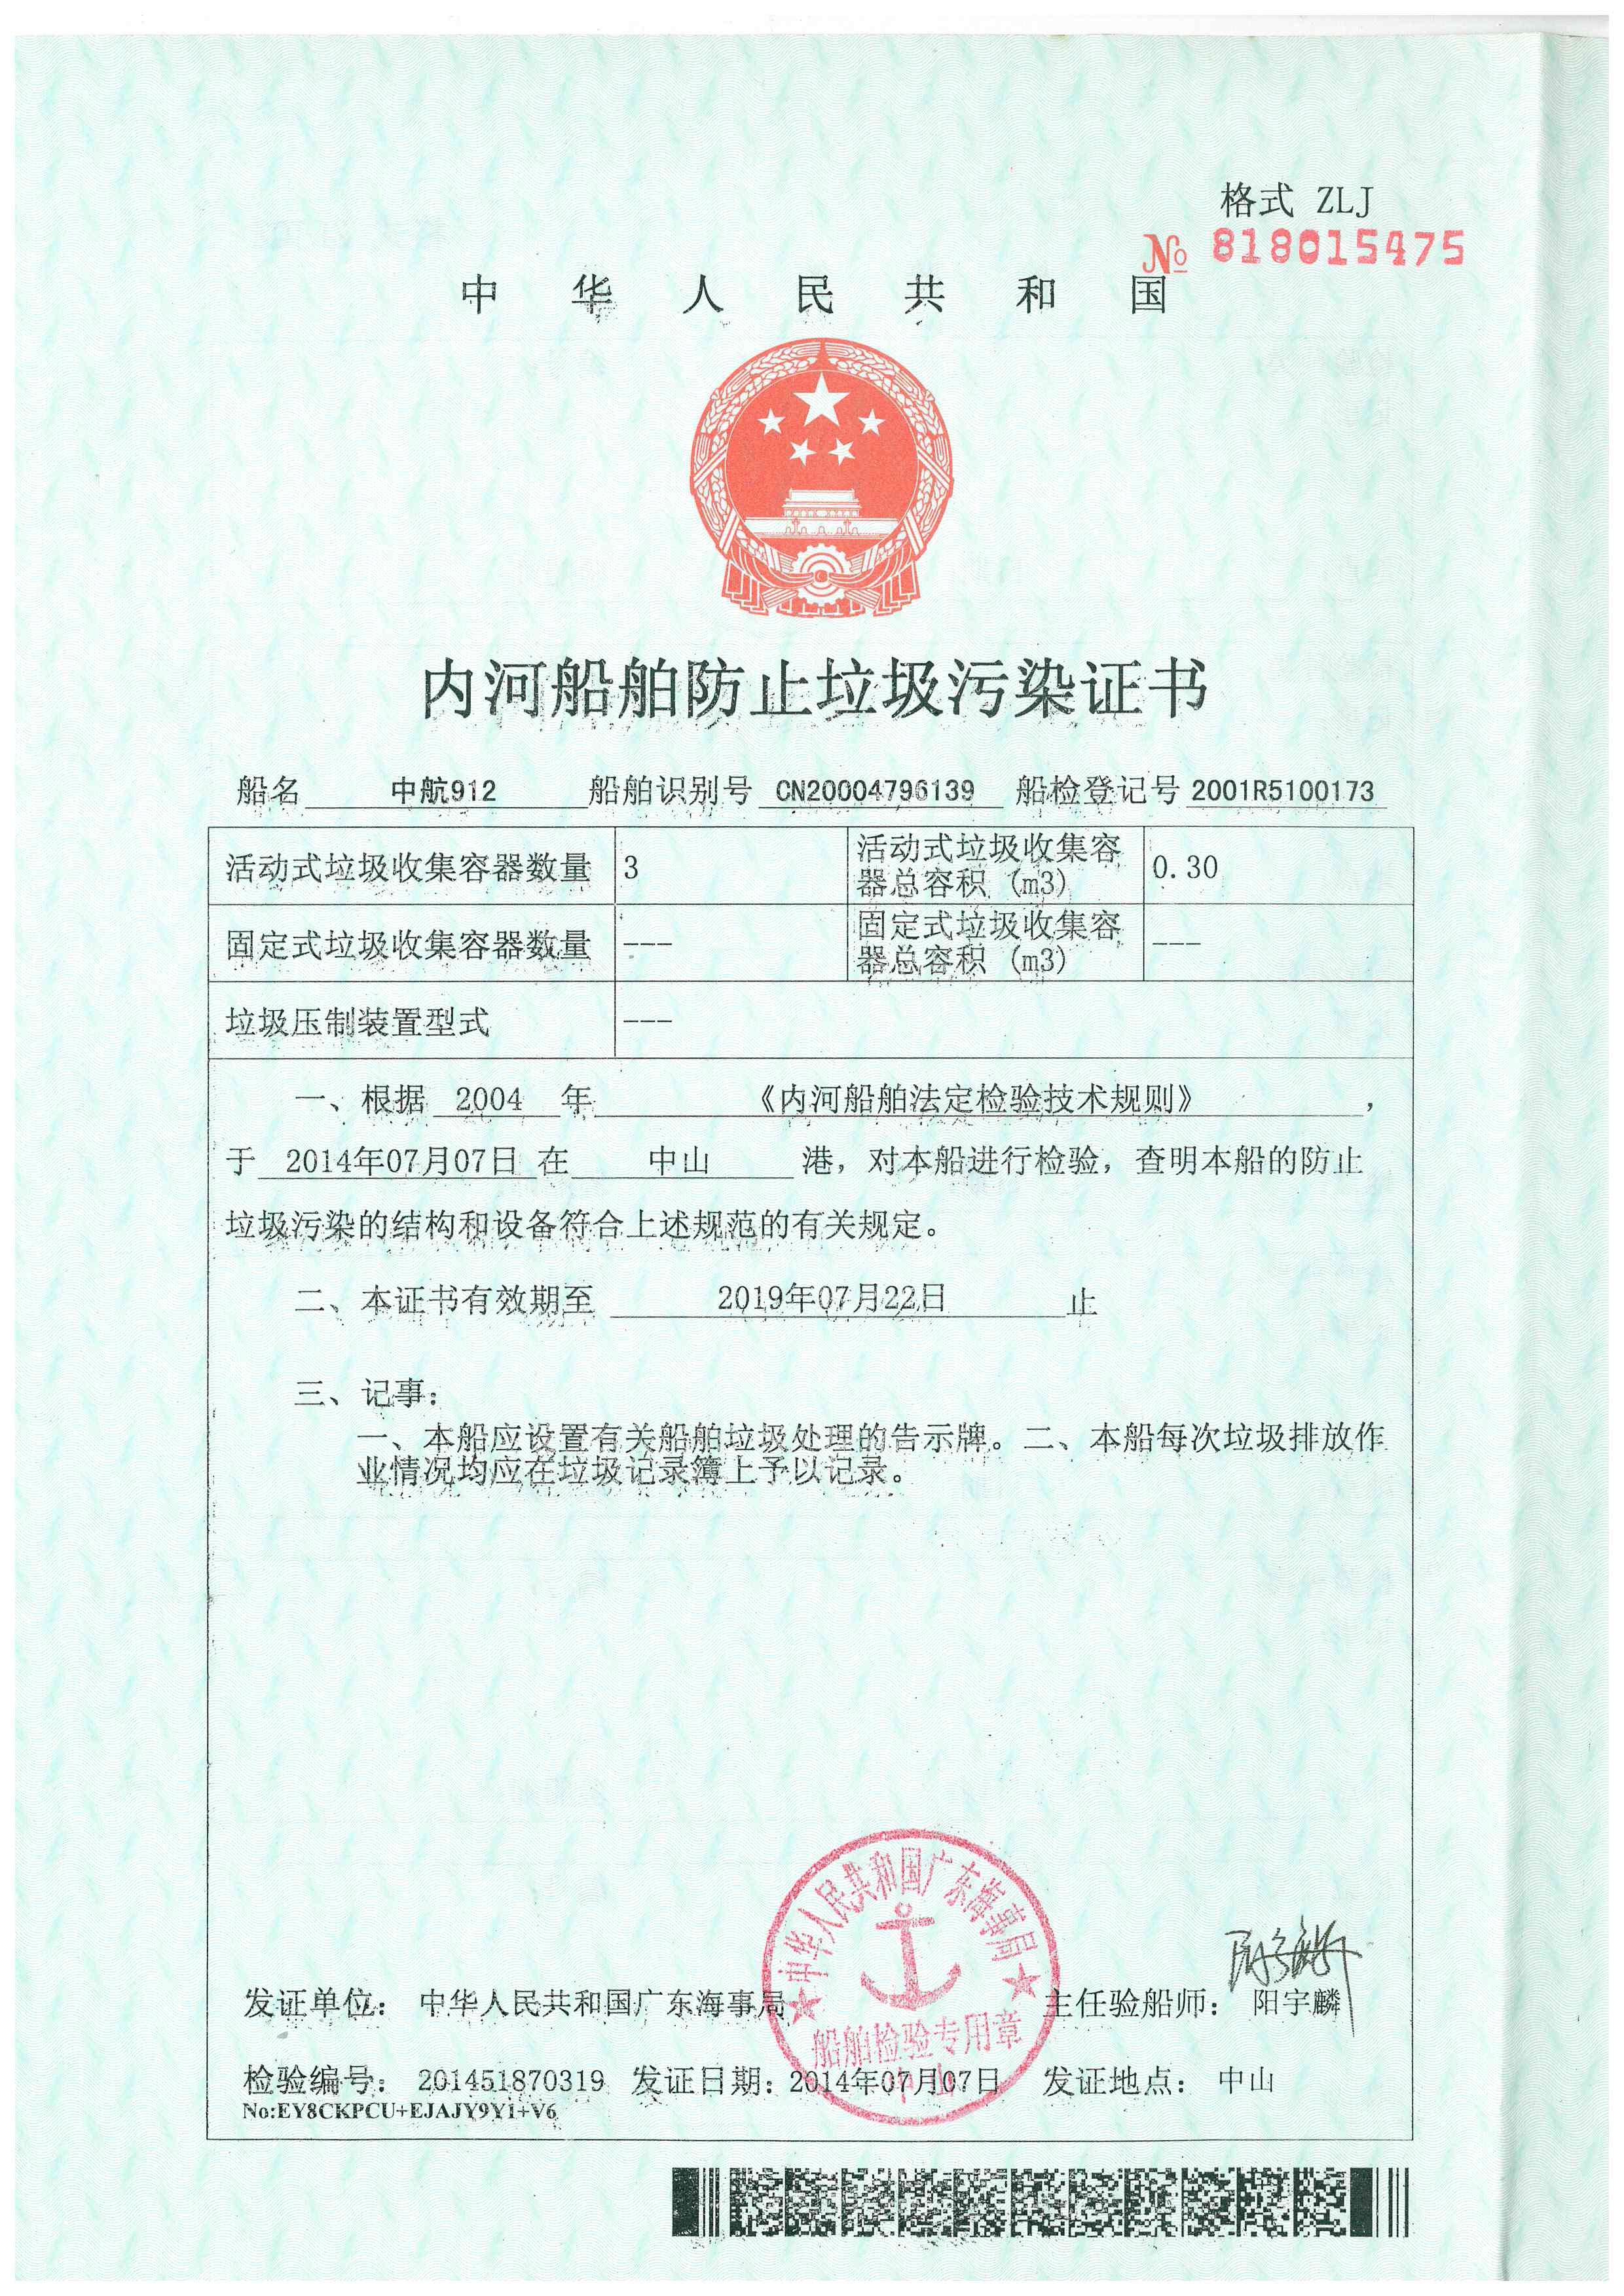 格式 ZLJ
№ 818015475
中华人民共和国
内河船舶防止垃圾污染证书
船名 中航912 船舶识别号 CN20004796139 船检登记号 2001R5100173
活动式垃圾收集容器数量 3 活动式垃圾收集容
器总容积 (m3) 0.30
固定式垃圾收集容器数量 --- 固定式垃圾收集容
器总容积 (m3) ---
垃圾压制装置型式 ---
一、根据 2004 年 《内河船舶法定检验技术规则》 ，
于 2014年07月07日 在 中山 港，对本船进行检验，查明本船的防止
垃圾污染的结构和设备符合上述规范的有关规定。
二、本证书有效期至 2019年07月22日 止
三、记事：
一、本船应设置有关船舶垃圾处理的告示牌。二、本船每次垃圾排放作
业情况均应在垃圾记录簿上予以记录。
中华人民共和国广东海事局
船舶检验专用章
中山
阳宇麟
发证单位： 中华人民共和国广东海事局 主任验船师： 阳宇麟
检验编号： 201451870319 发证日期：2014年07月07日 发证地点： 中山
No:EY8CKPCU+EJAJY9Y1+V6